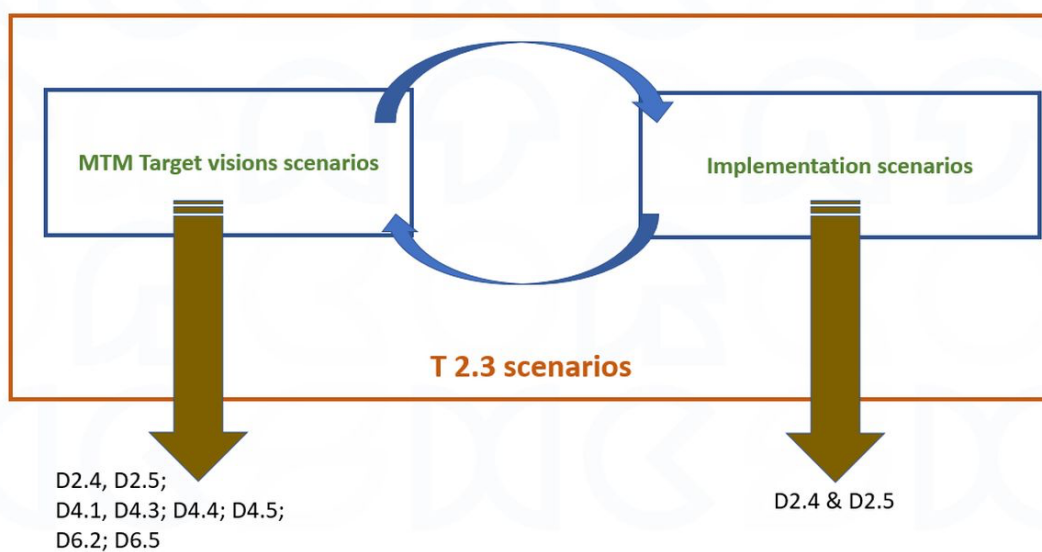 MTM Target visions scenarios
Implementation scenarios
T 2.3 scenarios
D2.4, D2.5;
D4.1, D4.3; D4.4; D4.5;
D6.2; D6.5
D2.4 & D2.5